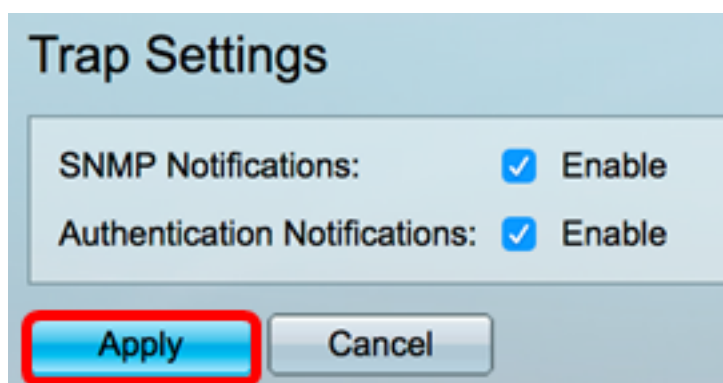 Trap Settings
SNMP Notifications: Enable
Authentication Notifications: Enable
Apply Cancel